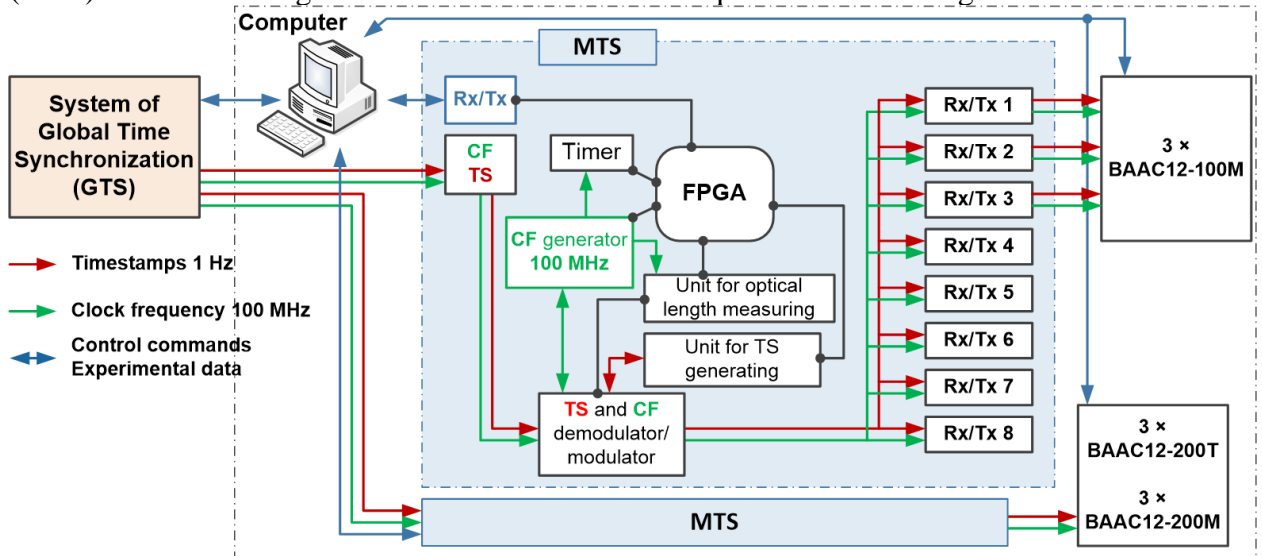 Computer
MTS
System of
Global Time
Synchronization
(GTS)
Rx/Tx
CF
TS
Timer
FPGA
CF generator
100 MHz
Unit for optical
length measuring
Unit for TS
generating
TS and CF
demodulator/
modulator
Rx/Tx 1
Rx/Tx 2
Rx/Tx 3
Rx/Tx 4
Rx/Tx 5
Rx/Tx 6
Rx/Tx 7
Rx/Tx 8
3 ×
BAAC12-100M
3 ×
BAAC12-200T
3 ×
BAAC12-200M
Timestamps 1 Hz
Clock frequency 100 MHz
Control commands
Experimental data
MTS